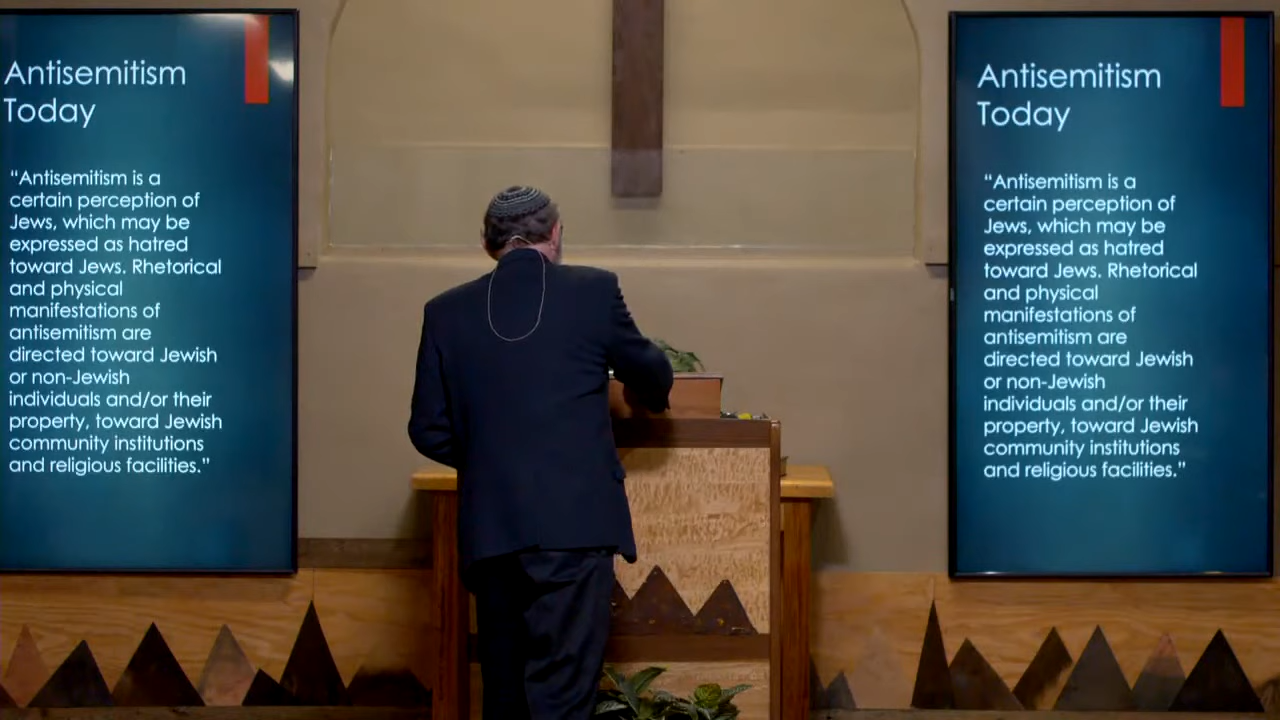 Antisemitism
Today
“Antisemitism is a
certain perception of
Jews, which may be
expressed as hatred
toward Jews. Rhetorical
and physical
manifestations of
antisemitism are
directed toward Jewish
or non-Jewish
individuals and/or their
property, toward Jewish
community institutions
and religious facilities.”
Antisemitism
Today
“Antisemitism is a
certain perception of
Jews, which may be
expressed as hatred
toward Jews. Rhetorical
and physical
manifestations of
antisemitism are
directed toward Jewish
or non-Jewish
individuals and/or their
property, toward Jewish
community institutions
and religious facilities.”